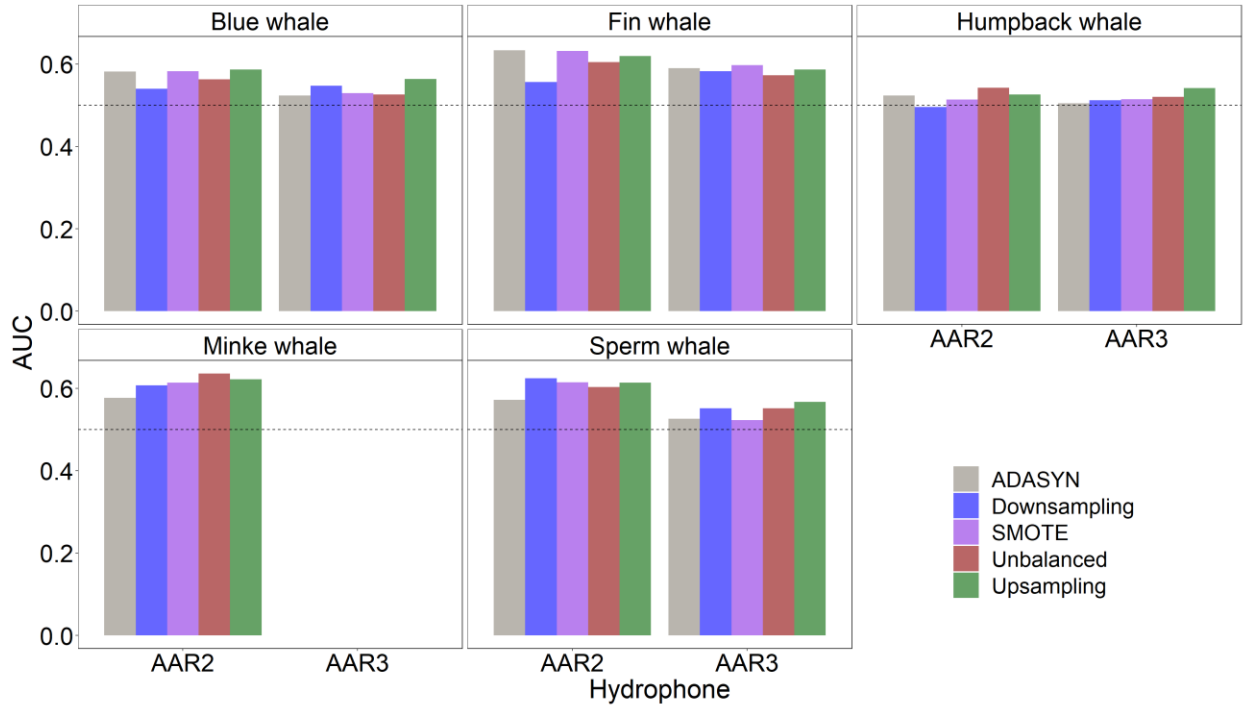 Blue whale
Fin whale
Humpback whale
0.6
0.4
0.2
0.0
AUC
AAR2
AAR3
Minke whale
Sperm whale
0.6
0.4
0.2
0.0
AAR2
AAR3
AAR2
AAR3
Hydrophone
ADASYN
Downsampling
SMOTE
Unbalanced
Upsampling